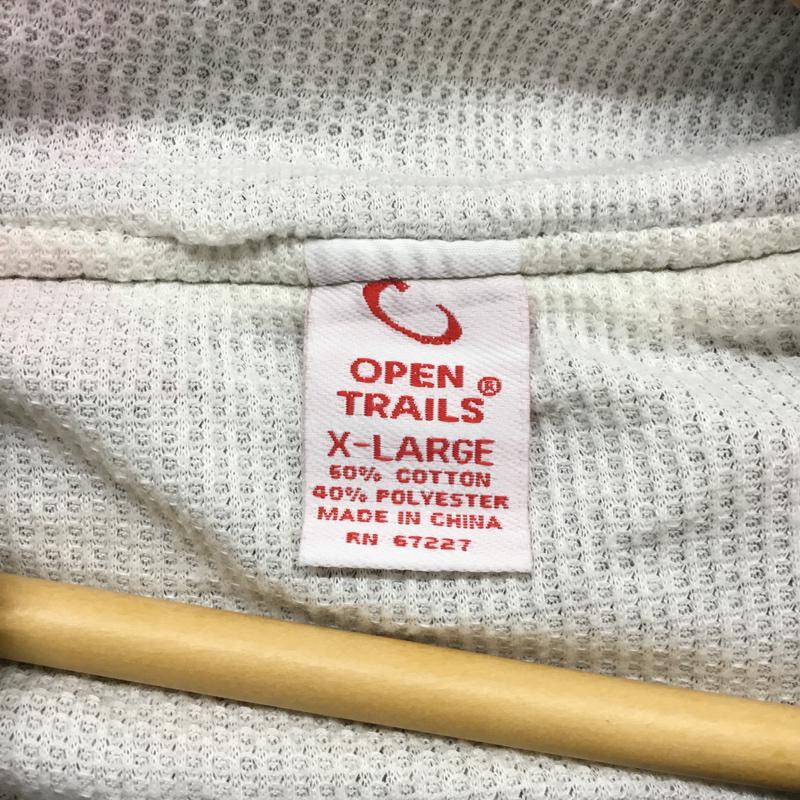 OPEN
TRAILS®
X-LARGE
60% COTTON
40% POLYESTER
MADE IN CHINA
RN 67227